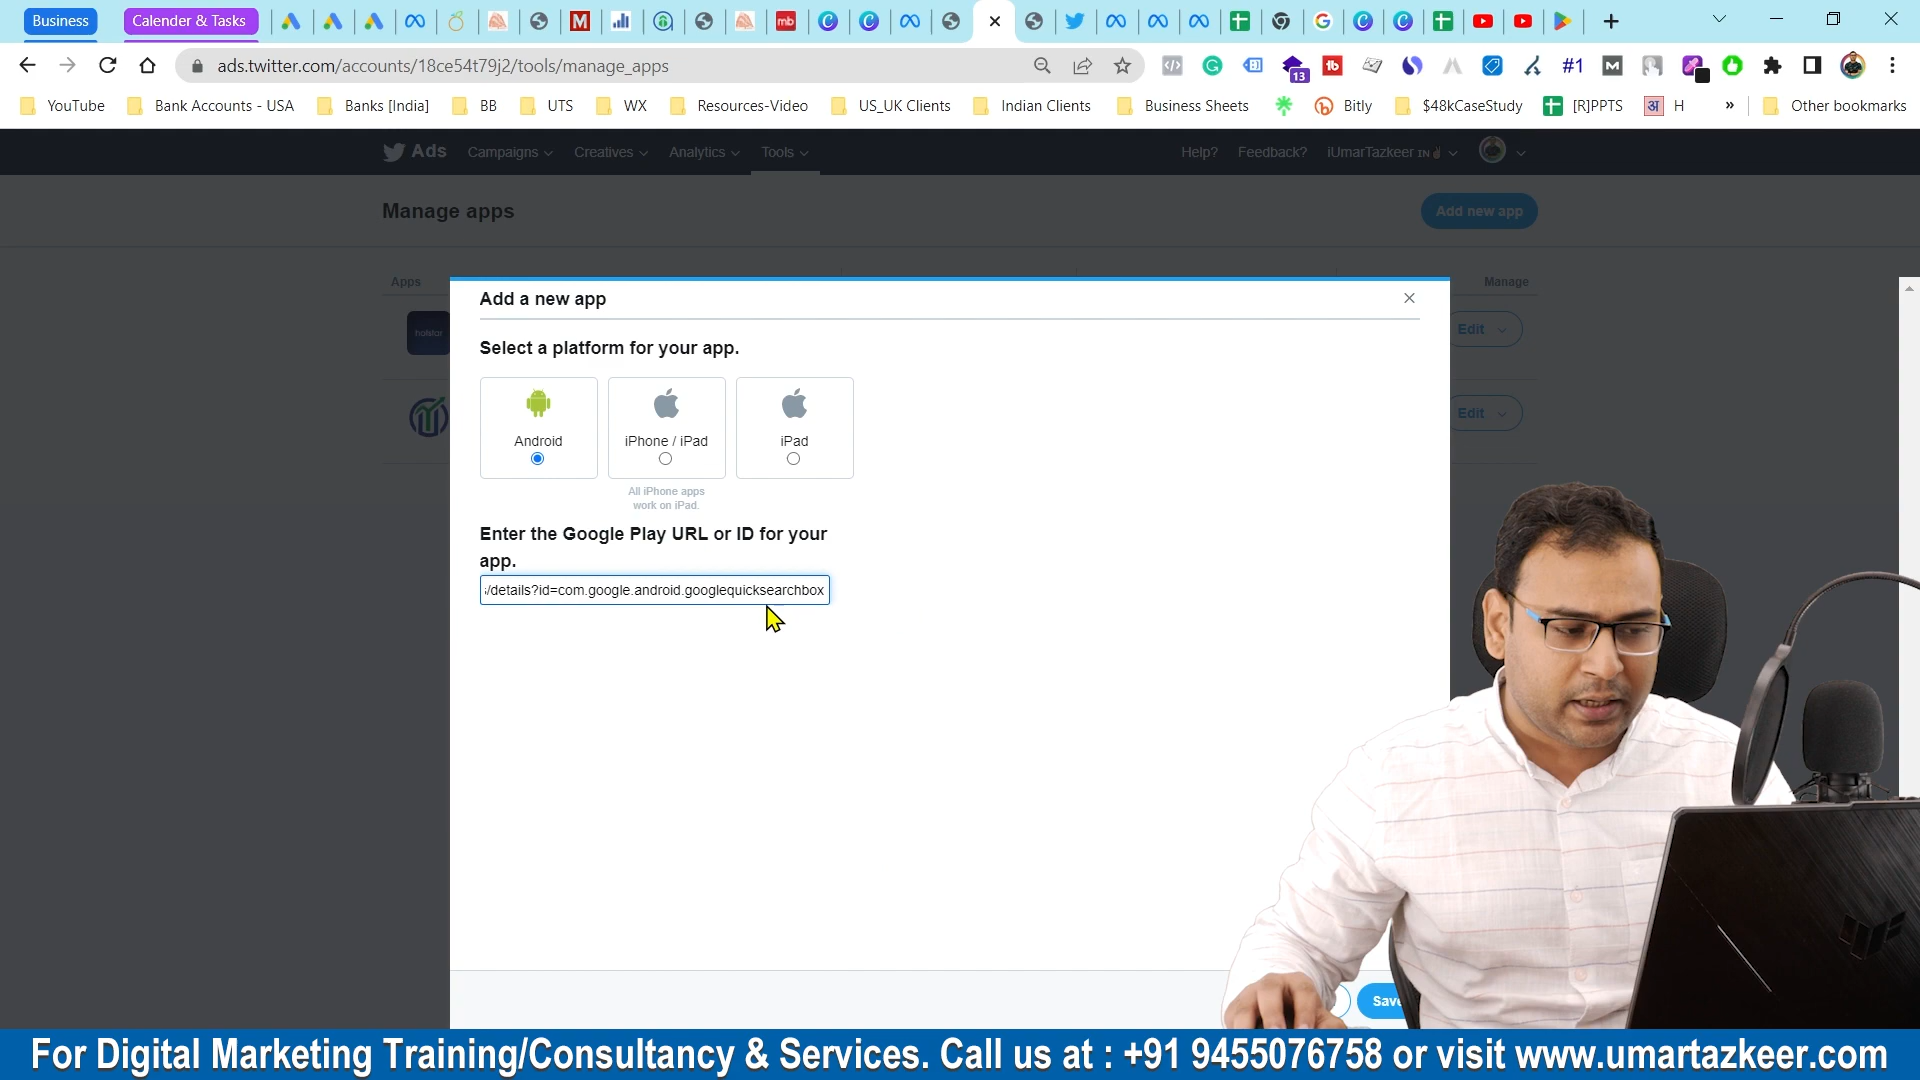 Business
Calender & Tasks
ads.twitter.com/accounts/18ce54t79j2/tools/manage_apps
13
#1
YouTube
Bank Accounts - USA
Banks [India]
BB
UTS
WX
Resources-Video
US_UK Clients
Indian Clients
Business Sheets
Bitly
$48kCaseStudy
[R]PPTS
अ
H
»
Other bookmarks
Ads
Campaigns
Creatives
Analytics
Tools
Help?
Feedback?
iUmarTazkeer IN✌
Manage apps
Add new app
Apps
Manage
Add a new app
Edit
Select a platform for your app.
Android
iPhone / iPad
iPad
Edit
All iPhone apps
work on iPad.
Enter the Google Play URL or ID for your
app.
/details?id=com.google.android.googlequicksearchbox
Save
For Digital Marketing Training/Consultancy & Services. Call us at : +91 9455076758 or visit www.umartazkeer.com